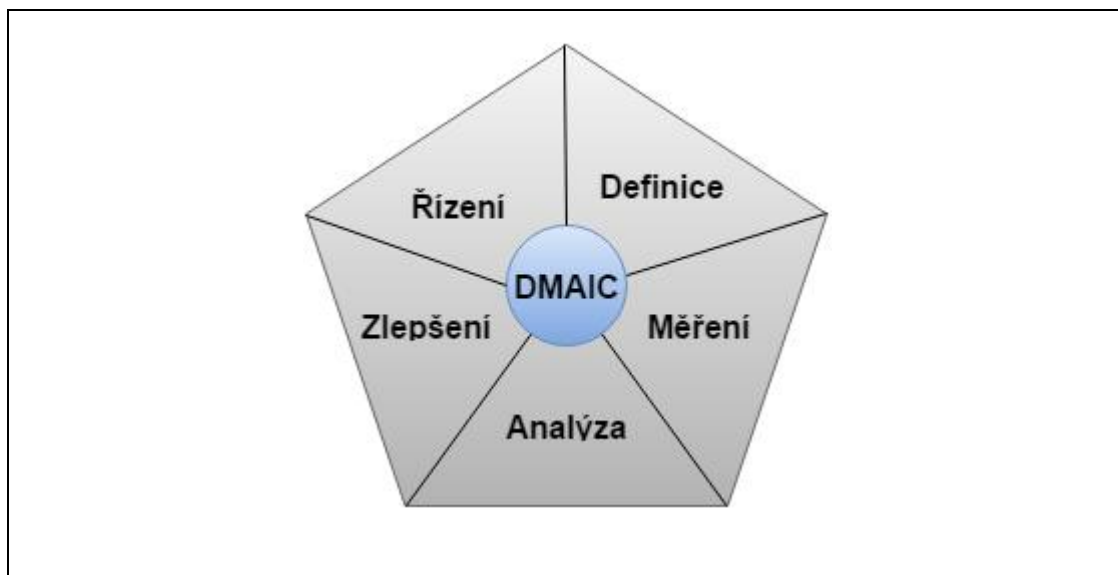 Definice
Řízení
DMAIC
Zlepšení
Měření
Analýza